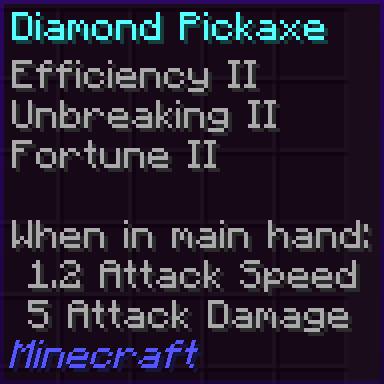 Diamond Pickaxe
Efficiency II
Unbreaking II
Fortune II
When in main hand:
1.2 Attack Speed
5 Attack Damage
Minecraft